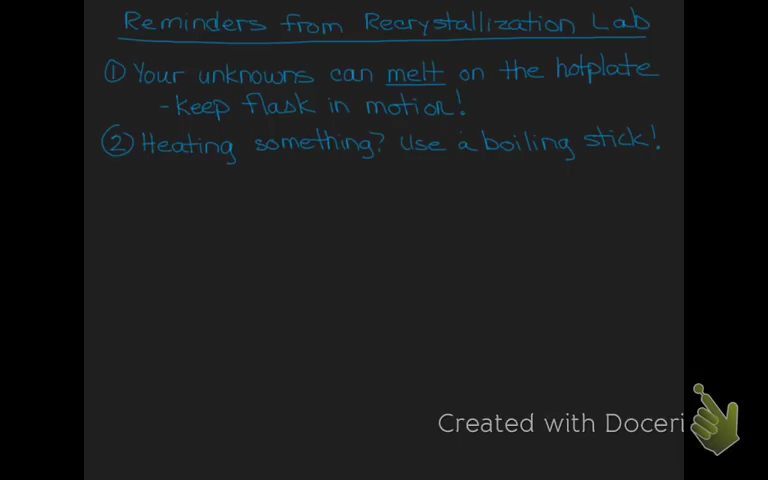 Reminders from Recrystallization Lab
① Your unknowns can melt on the hotplate
- Keep flask in motion!
② Heating something? Use a boiling stick!
Created with Doceri